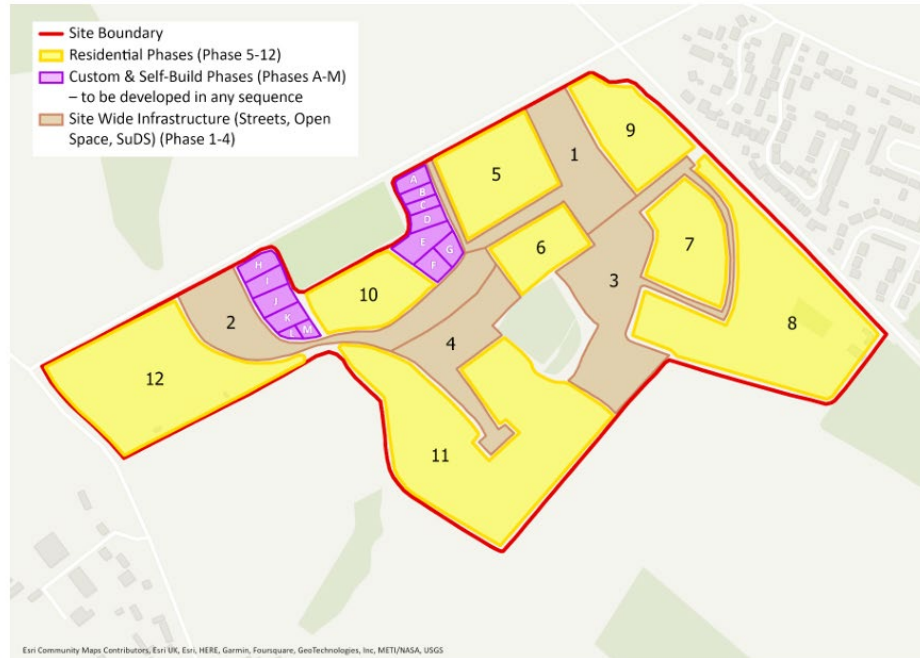 Site Boundary
Residential Phases (Phase 5-12)
Custom & Self-Build Phases (Phases A-M)
– to be developed in any sequence
Site Wide Infrastructure (Streets, Open
Space, SuDS) (Phase 1-4)
9
1
5
A
B
C
D
E
G
F
6
7
H
I
J
K
L M
10
3
2
4
8
12
11
Esri Community Maps Contributors, Esri UK, Esri, HERE, Garmin, Foursquare, GeoTechnologies, Inc, METI/NASA, USGS